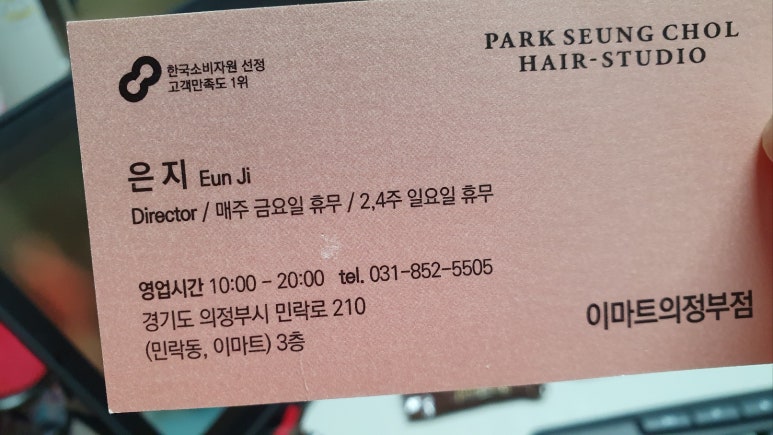 한국소비자원 선정
고객만족도 1위
PARK SEUNG CHOL
HAIR-STUDIO
은지 Eun Ji
Director / 매주 금요일 휴무 / 2,4주 일요일 휴무
영업시간 10:00 - 20:00 tel. 031-852-5505
경기도 의정부시 민락로 210
(민락동, 이마트) 3층
이마트의정부점